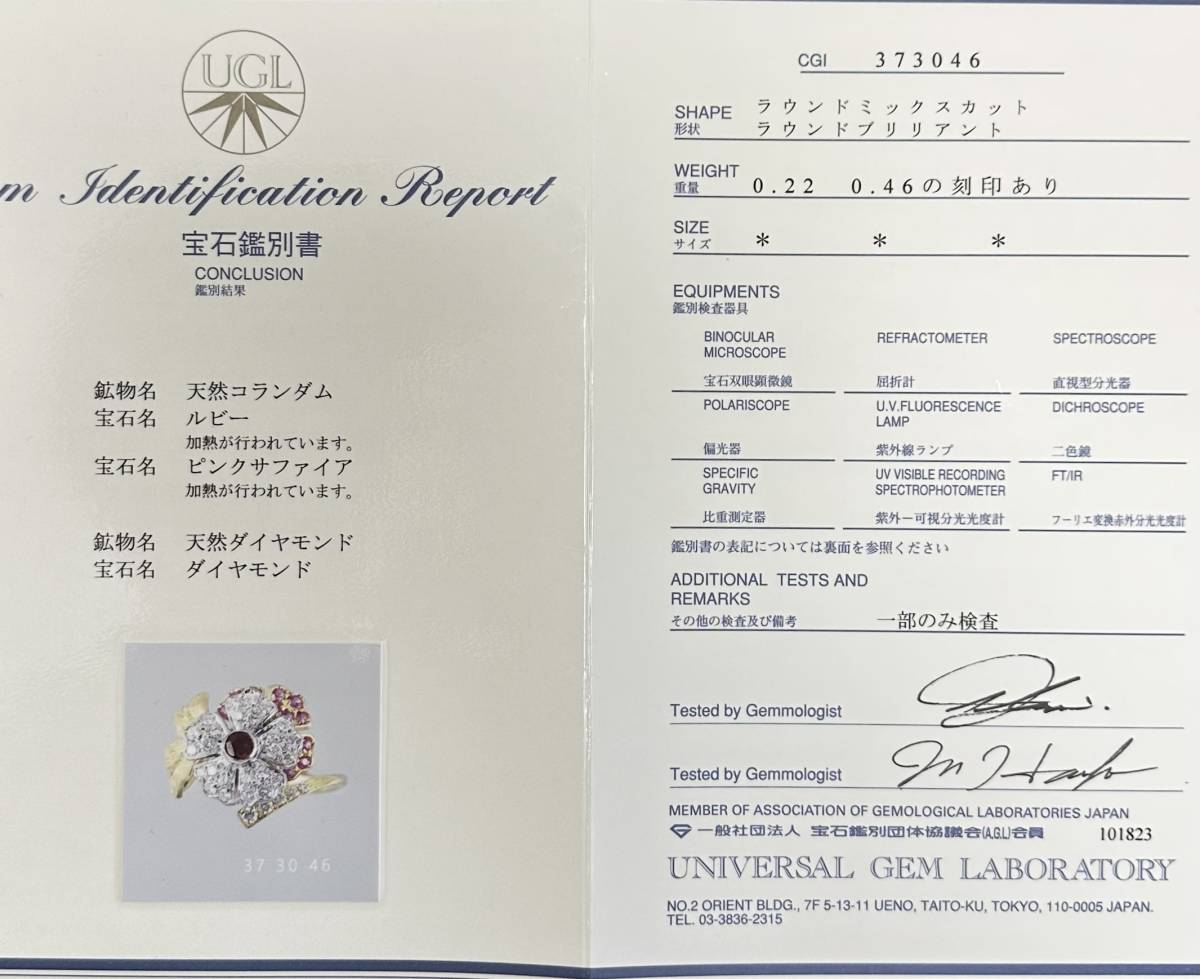 UGL
m Identification Report
宝石鑑別書
CONCLUSION
鑑別結果
鉱物名 天然コランダム
宝石名 ルビー
加熱が行われています。
宝石名 ピンクサファイア
加熱が行われています。
鉱物名 天然ダイヤモンド
宝石名 ダイヤモンド
37 30 46
CGI 373046
SHAPE ラウンドミックスカット
形状 ラウンドブリリアント
WEIGHT
重量 0.22 0.46の刻印あり
SIZE
サイズ * * *
EQUIPMENTS
鑑別検査器具
BINOCULAR MICROSCOPE REFRACTOMETER SPECTROSCOPE
宝石双眼顕微鏡 屈折計 直視型分光器
POLARISCOPE U.V.FLUORESCENCE LAMP DICHROSCOPE
偏光器 紫外線ランプ 二色鏡
SPECIFIC GRAVITY UV VISIBLE RECORDING SPECTROPHOTOMETER FT/IR
比重測定器 紫外ー可視分光光度計 フーリエ変換赤外分光光度計
鑑別書の表記については裏面を参照ください
ADDITIONAL TESTS AND
REMARKS
その他の検査及び備考 一部のみ検査
Tested by Gemmologist
Tested by Gemmologist
MEMBER OF ASSOCIATION OF GEMOLOGICAL LABORATORIES JAPAN
一般社団法人 宝石鑑別団体協議会(A.G.L)会員 101823
UNIVERSAL GEM LABORATORY
NO.2 ORIENT BLDG., 7F 5-13-11 UENO, TAITO-KU, TOKYO, 110-0005 JAPAN.
TEL. 03-3836-2315